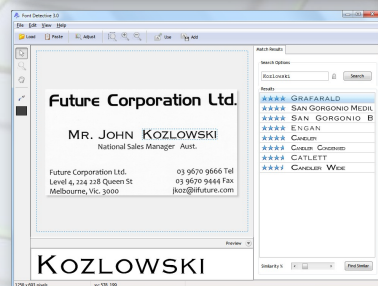 Font Detective 3.0
File Edit View Help
Load Paste Adjust Use Add
Match Results
Search Options
Kozlowski Search
Results
GRAFARALD
SAN GORGONIO MEDIL
SAN GORGONIO B
ENGAN
CANDLER
CANDLER CONDENSED
CATLETT
CANDLER WIDE
Future Corporation Ltd.
MR. JOHN KOZLOWSKI
National Sales Manager Aust.
Future Corporation Ltd. 03 9670 9666 Tel
Level 4, 224 228 Queen St 03 9670 9444 Fax
Melbourne, Vic. 3000 jkoz@iifuture.com
Preview
KOZLOWSKI
Similarity % Find Similar